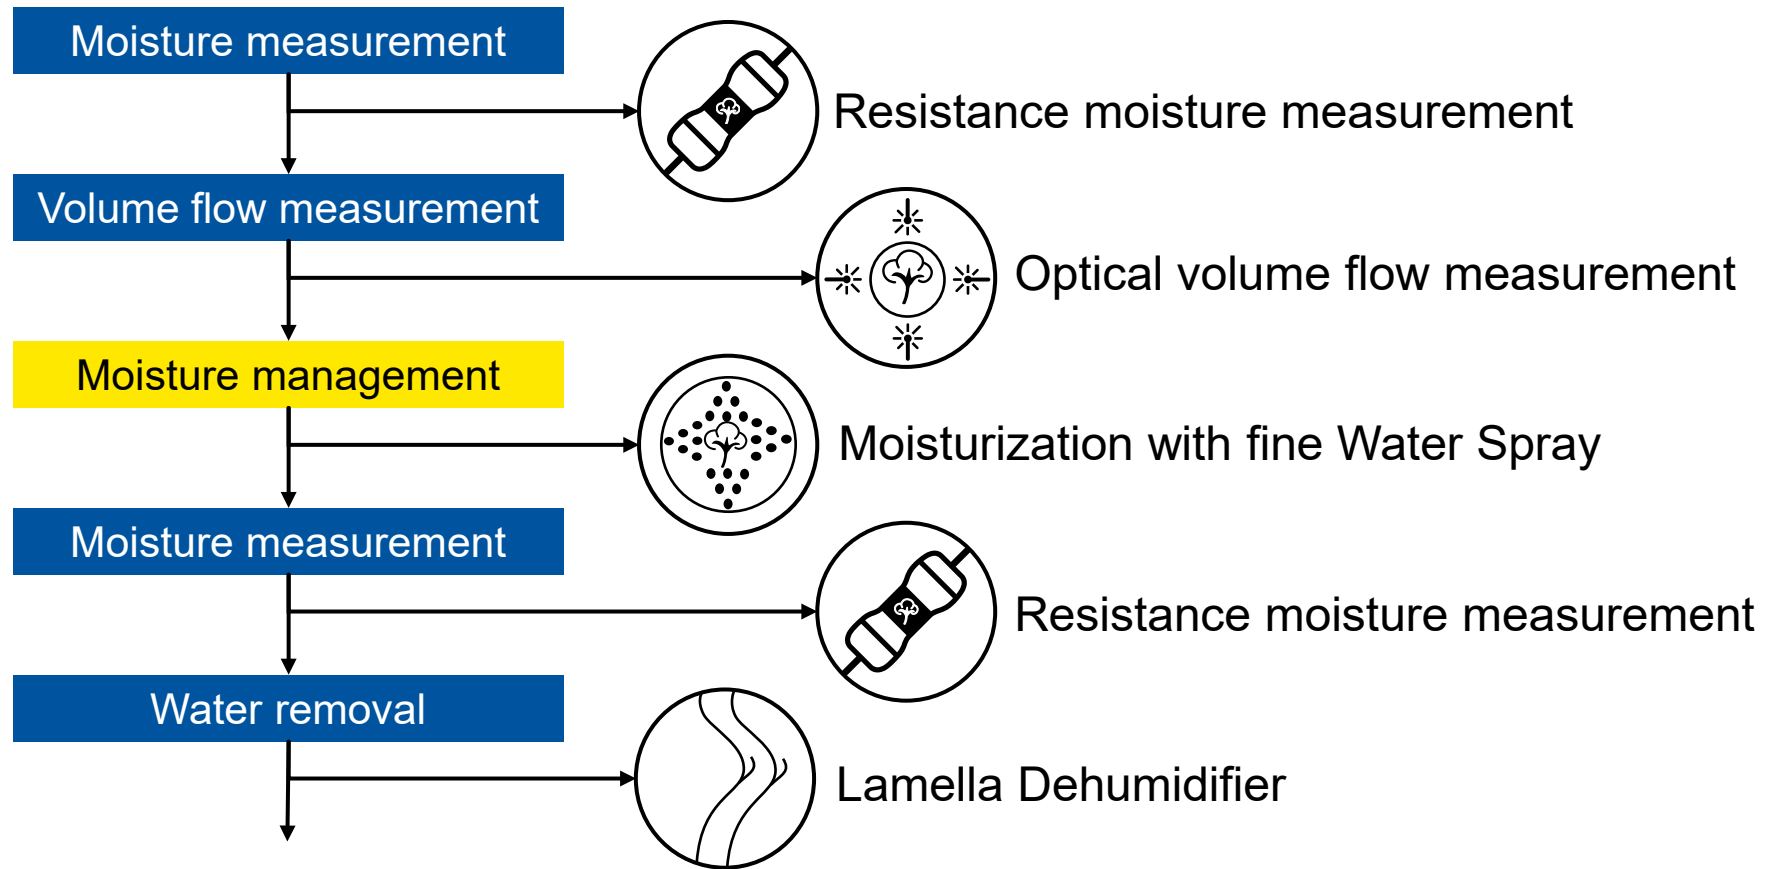 Moisture measurement
Resistance moisture measurement
Volume flow measurement
Optical volume flow measurement
Moisture management
Moisturization with fine Water Spray
Moisture measurement
Resistance moisture measurement
Water removal
Lamella Dehumidifier